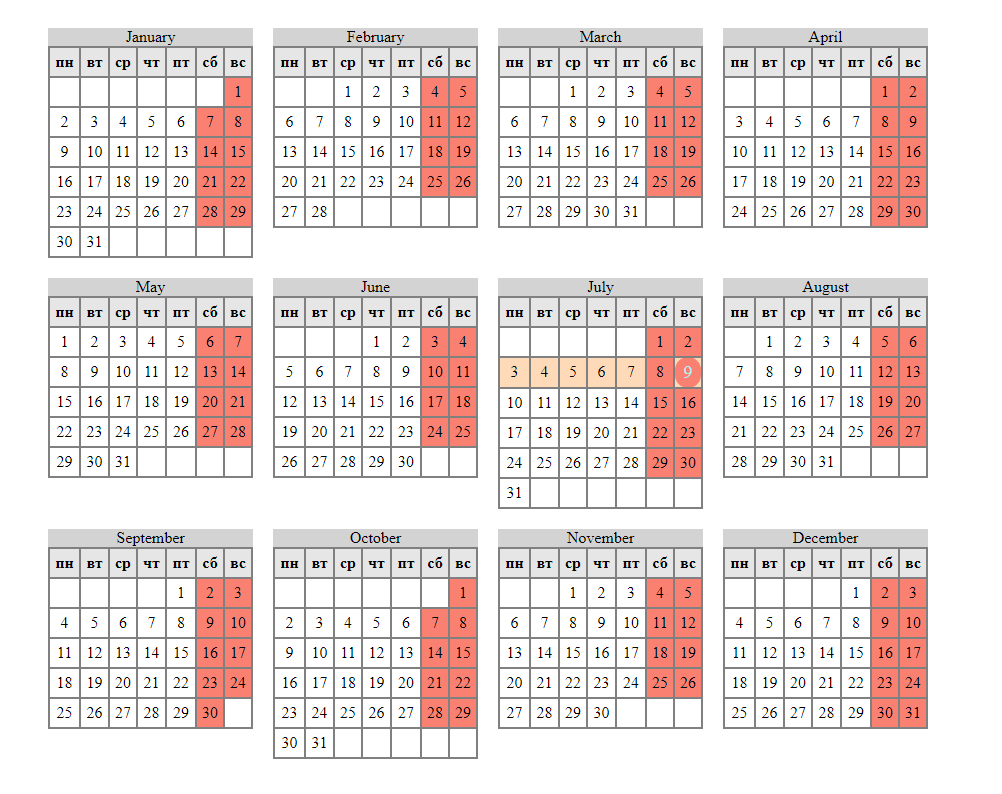 January February March April
пн вт ср чт пт сб вс пн вт ср чт пт сб вс пн вт ср чт пт сб вс пн вт ср чт пт сб вс
1 1 2 3 4 5 1 2 3 4 5 1 2
2 3 4 5 6 7 8 6 7 8 9 10 11 12 6 7 8 9 10 11 12 3 4 5 6 7 8 9
9 10 11 12 13 14 15 13 14 15 16 17 18 19 13 14 15 16 17 18 19 10 11 12 13 14 15 16
16 17 18 19 20 21 22 20 21 22 23 24 25 26 20 21 22 23 24 25 26 17 18 19 20 21 22 23
23 24 25 26 27 28 29 27 28 27 28 29 30 31 24 25 26 27 28 29 30
30 31
May June July August
пн вт ср чт пт сб вс пн вт ср чт пт сб вс пн вт ср чт пт сб вс пн вт ср чт пт сб вс
1 2 3 4 5 6 7 1 2 3 4 1 2 1 2 3 4 5 6
8 9 10 11 12 13 14 5 6 7 8 9 10 11 3 4 5 6 7 8 9 7 8 9 10 11 12 13
15 16 17 18 19 20 21 12 13 14 15 16 17 18 10 11 12 13 14 15 16 14 15 16 17 18 19 20
22 23 24 25 26 27 28 19 20 21 22 23 24 25 17 18 19 20 21 22 23 21 22 23 24 25 26 27
29 30 31 26 27 28 29 30 24 25 26 27 28 29 30 28 29 30 31
31
September October November December
пн вт ср чт пт сб вс пн вт ср чт пт сб вс пн вт ср чт пт сб вс пн вт ср чт пт сб вс
1 2 3 1 1 2 3 4 5 1 2 3
4 5 6 7 8 9 10 2 3 4 5 6 7 8 6 7 8 9 10 11 12 4 5 6 7 8 9 10
11 12 13 14 15 16 17 9 10 11 12 13 14 15 13 14 15 16 17 18 19 11 12 13 14 15 16 17
18 19 20 21 22 23 24 16 17 18 19 20 21 22 20 21 22 23 24 25 26 18 19 20 21 22 23 24
25 26 27 28 29 30 23 24 25 26 27 28 29 27 28 29 30 25 26 27 28 29 30 31
30 31